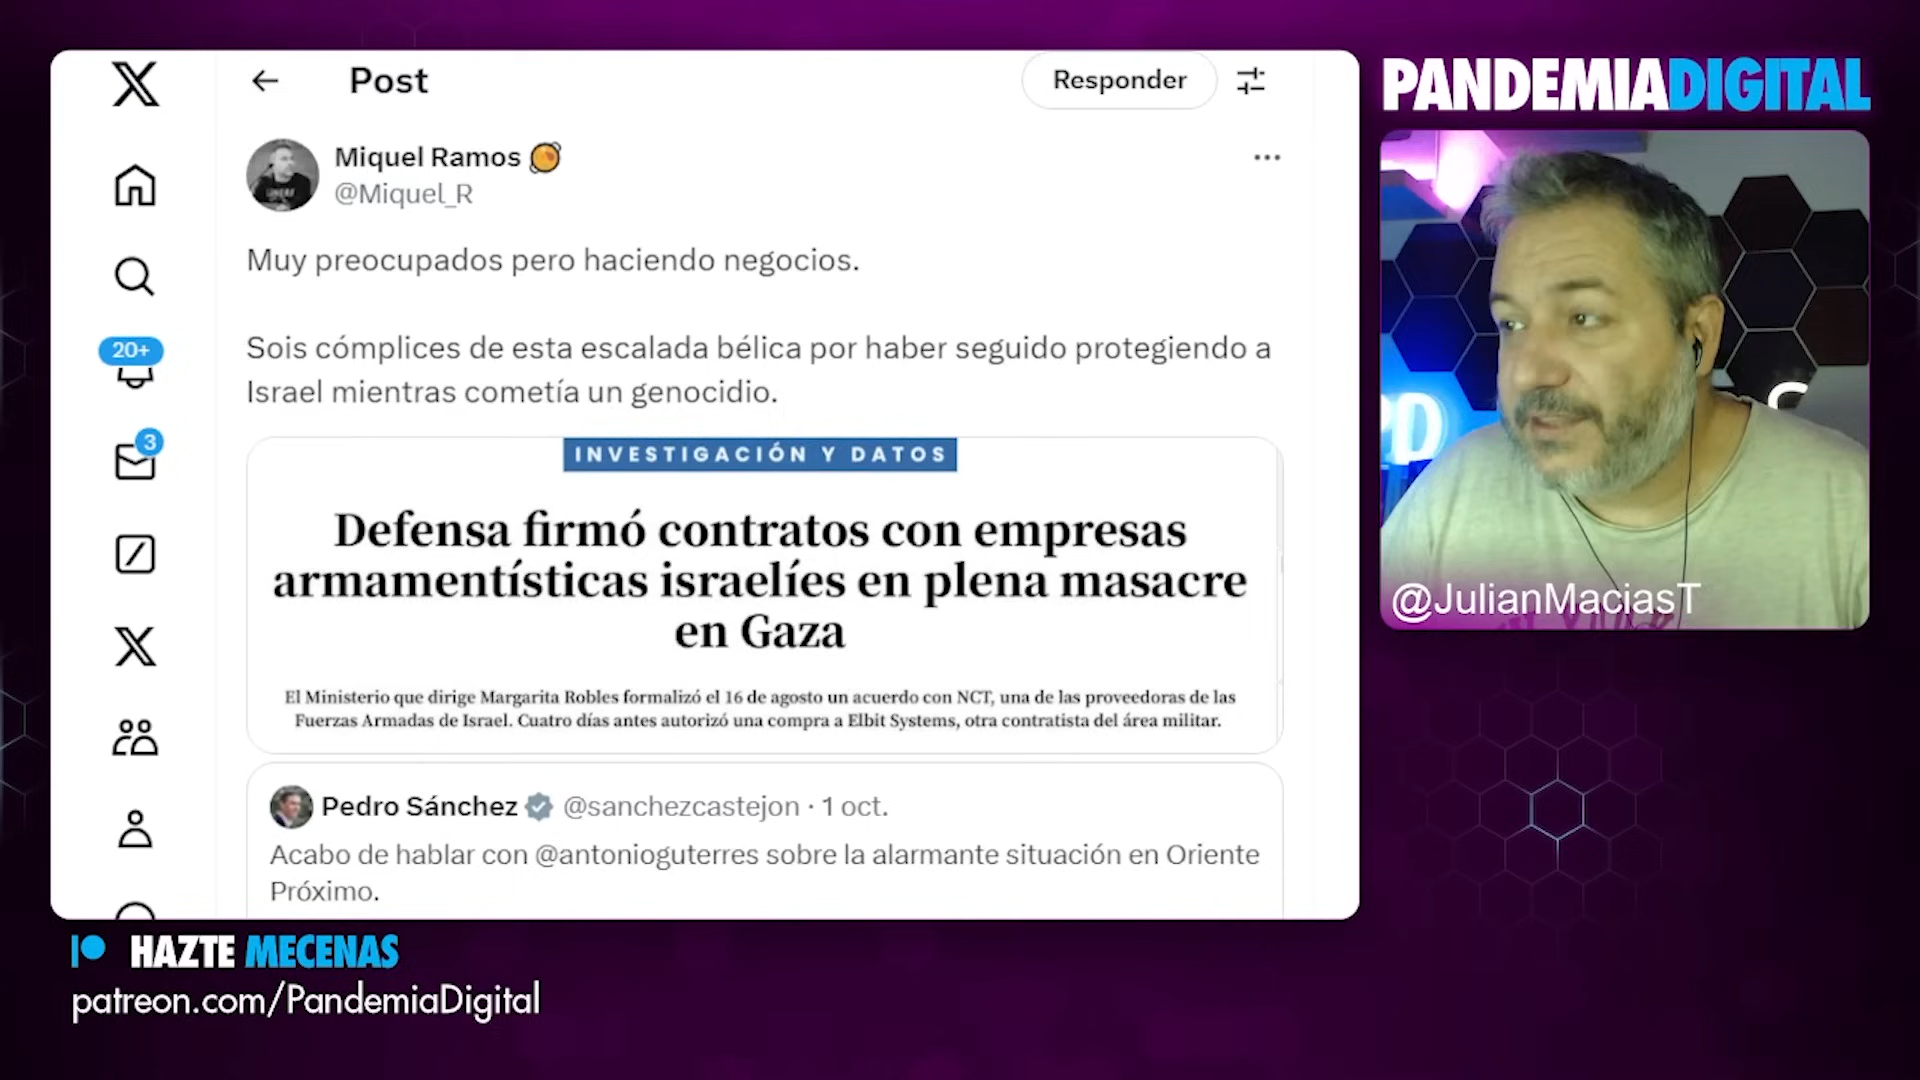 Post
Responder
PANDEMIADIGITAL
Miquel Ramos
@Miquel_R
Muy preocupados pero haciendo negocios.
20+
Sois cómplices de esta escalada bélica por haber seguido protegiendo a
Israel mientras cometía un genocidio.
3
INVESTIGACIÓN Y DATOS
Defensa firmó contratos con empresas
armamentísticas israelíes en plena masacre
en Gaza
El Ministerio que dirige Margarita Robles formalizó el 16 de agosto un acuerdo con NCT, una de las proveedoras de las
Fuerzas Armadas de Israel. Cuatro días antes autorizó una compra a Elbit Systems, otra contratista del área militar.
@JulianMaciasT
Pedro Sánchez @sanchezcastejon · 1 oct.
Acabo de hablar con @antonioguterres sobre la alarmante situación en Oriente
Próximo.
HAZTE MECENAS
patreon.com/PandemiaDigital